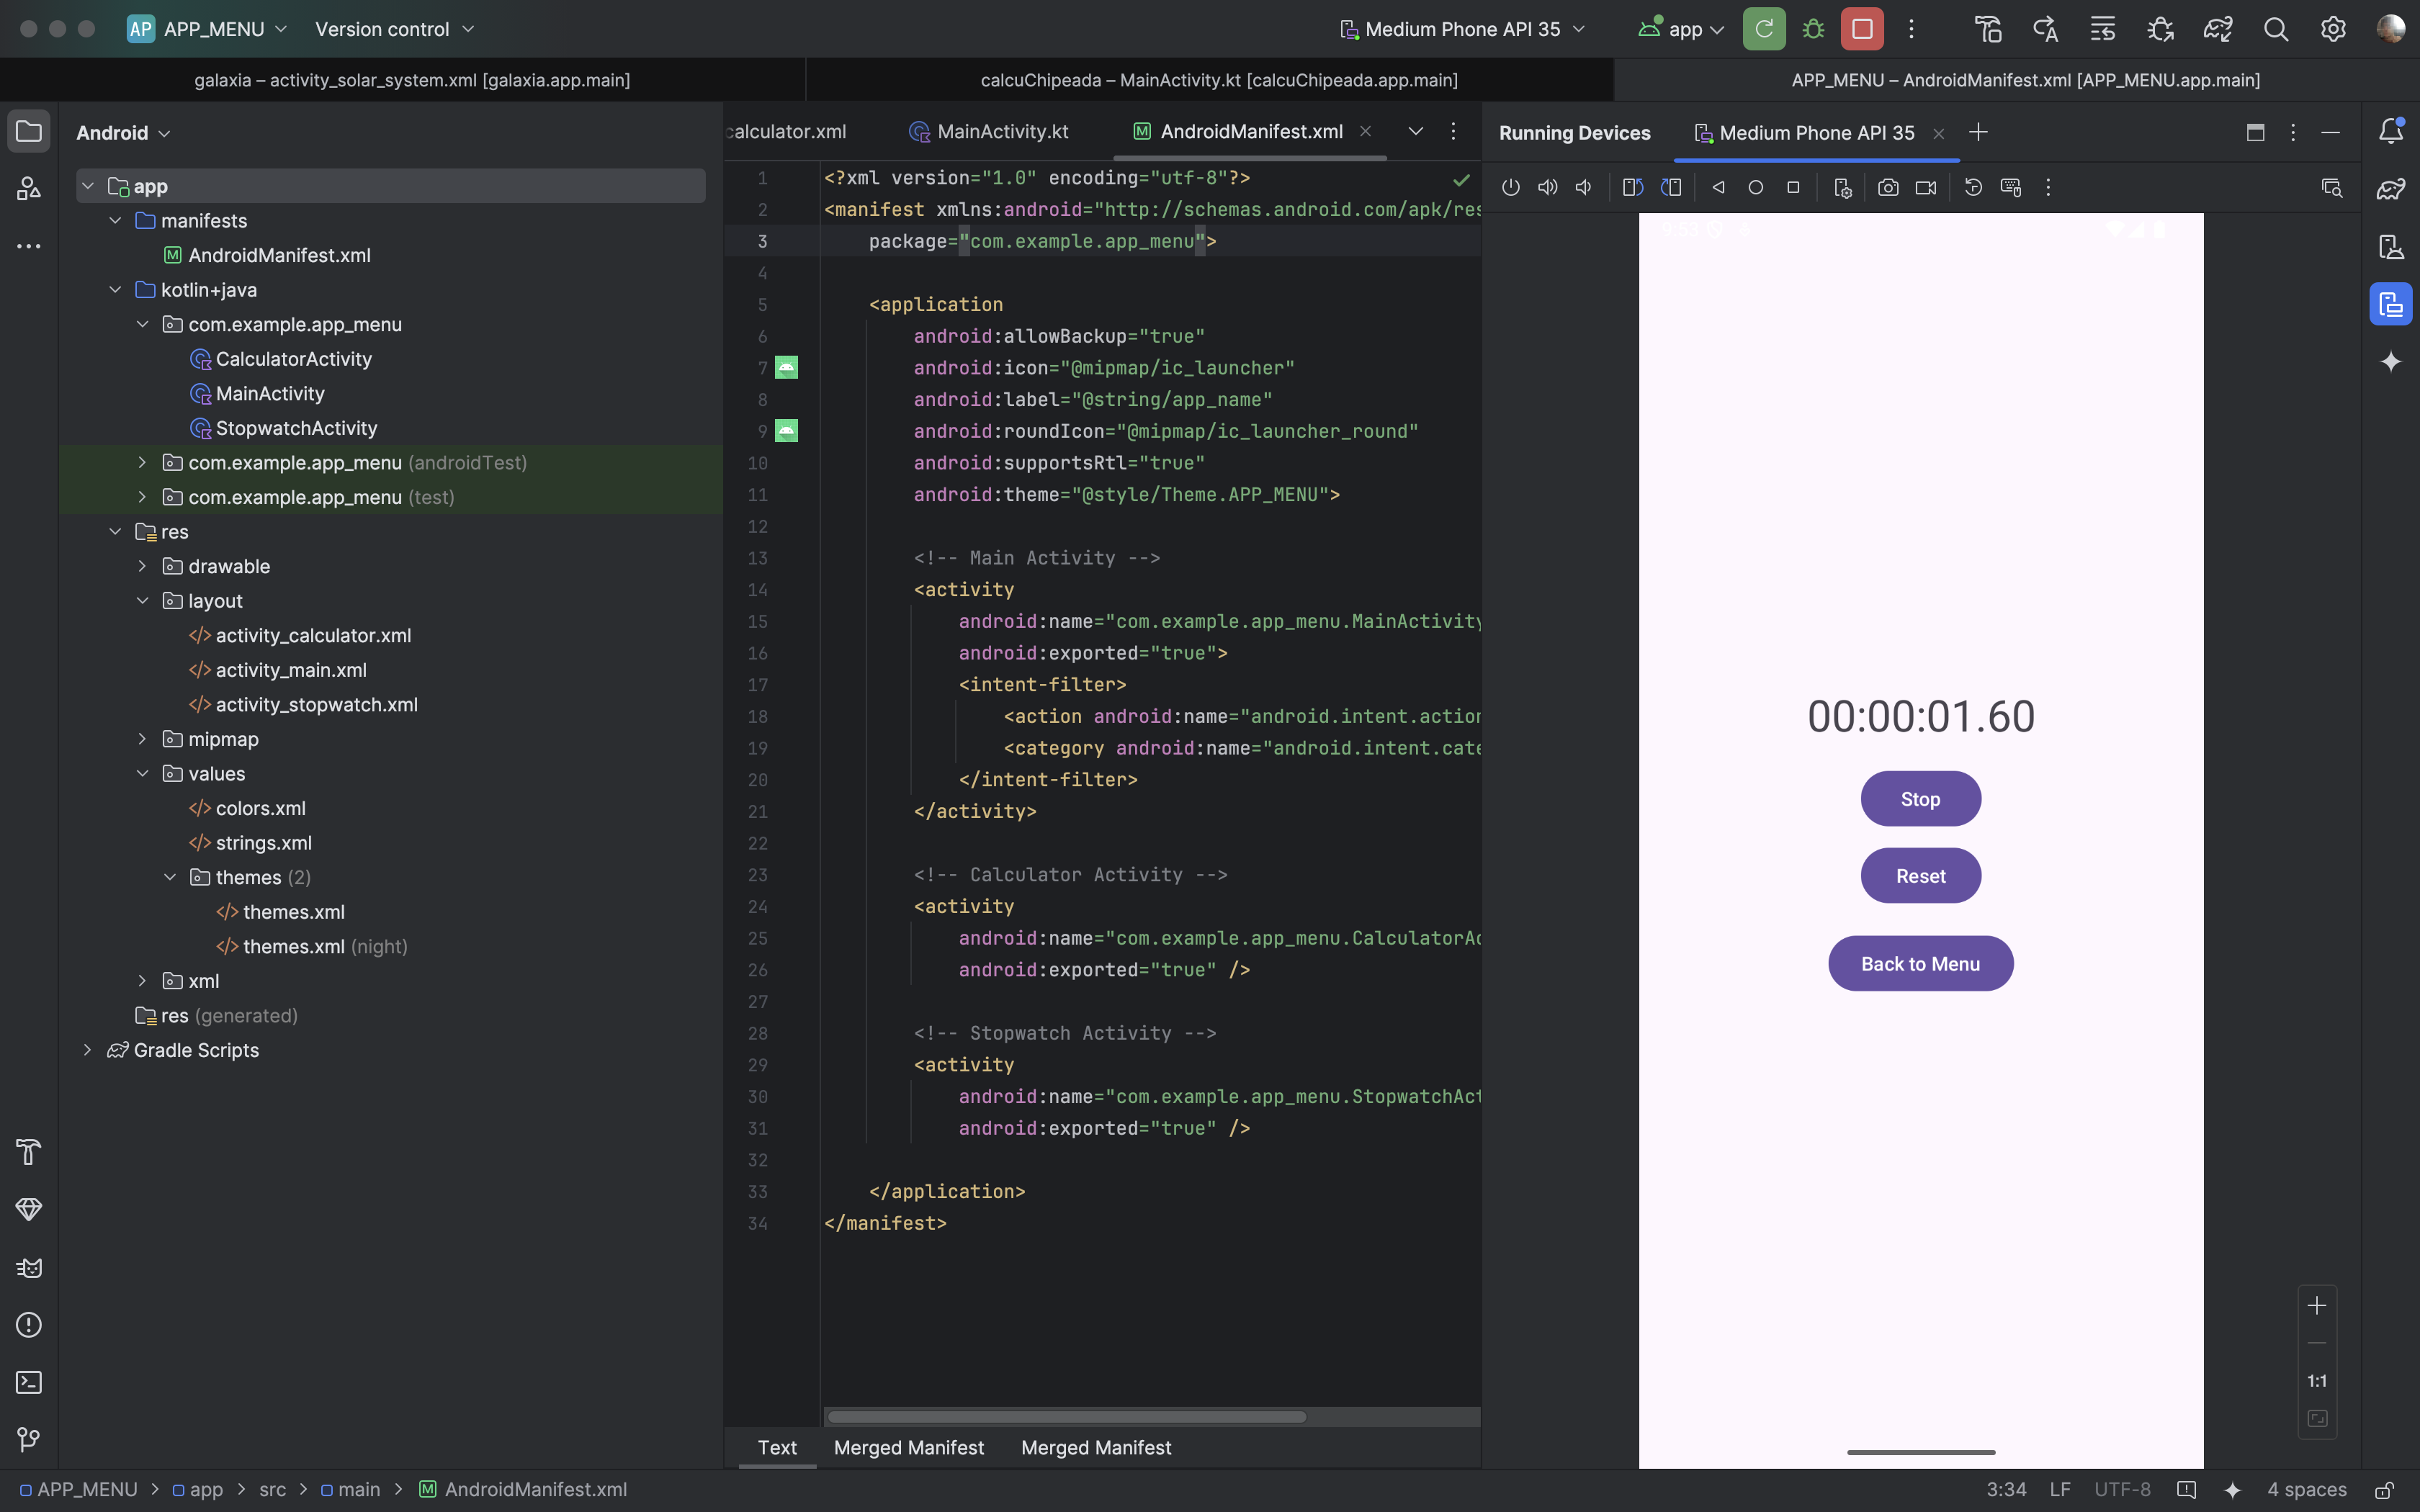 AP APP_MENU Version control Medium Phone API 35 app
galaxia – activity_solar_system.xml [galaxia.app.main] calcuChipeada – MainActivity.kt [calcuChipeada.app.main] APP_MENU – AndroidManifest.xml [APP_MENU.app.main]
Android
app
manifests
AndroidManifest.xml
kotlin+java
com.example.app_menu
CalculatorActivity
MainActivity
StopwatchActivity
com.example.app_menu (androidTest)
com.example.app_menu (test)
res
drawable
layout
activity_calculator.xml
activity_main.xml
activity_stopwatch.xml
mipmap
values
colors.xml
strings.xml
themes (2)
themes.xml
themes.xml (night)
xml
res (generated)
Gradle Scripts
calculator.xml MainActivity.kt AndroidManifest.xml
1 <?xml version="1.0" encoding="utf-8"?>
2 <manifest xmlns:android="http://schemas.android.com/apk/res
3 package="com.example.app_menu">
4
5 <application
6 android:allowBackup="true"
7 android:icon="@mipmap/ic_launcher"
8 android:label="@string/app_name"
9 android:roundIcon="@mipmap/ic_launcher_round"
10 android:supportsRtl="true"
11 android:theme="@style/Theme.APP_MENU">
12
13 <!-- Main Activity -->
14 <activity
15 android:name="com.example.app_menu.MainActivity
16 android:exported="true">
17 <intent-filter>
18 <action android:name="android.intent.action
19 <category android:name="android.intent.cate
20 </intent-filter>
21 </activity>
22
23 <!-- Calculator Activity -->
24 <activity
25 android:name="com.example.app_menu.CalculatorAc
26 android:exported="true" />
27
28 <!-- Stopwatch Activity -->
29 <activity
30 android:name="com.example.app_menu.StopwatchAct
31 android:exported="true" />
32
33 </application>
34 </manifest>
Text Merged Manifest Merged Manifest
Running Devices Medium Phone API 35
00:00:01.60
Stop
Reset
Back to Menu
1:1
APP_MENU > app > src > main > AndroidManifest.xml
3:34 LF UTF-8 4 spaces